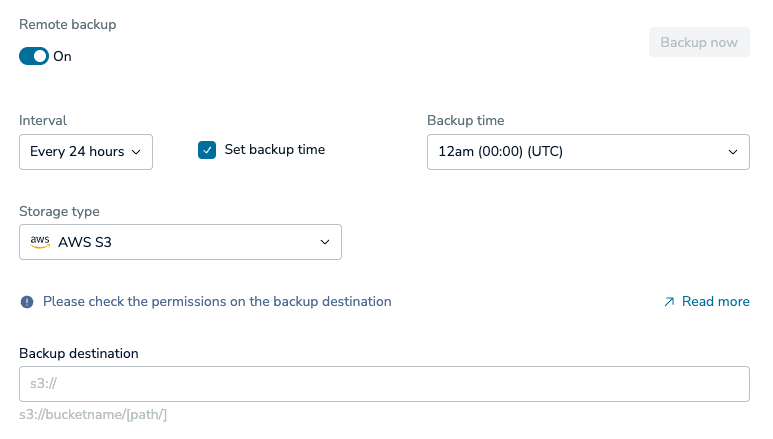 Remote backup
On
Backup now
Interval
Every 24 hours
Set backup time
Backup time
12am (00:00) (UTC)
Storage type
aws AWS S3
Please check the permissions on the backup destination
Read more
Backup destination
s3://
s3://bucketname/[path/]